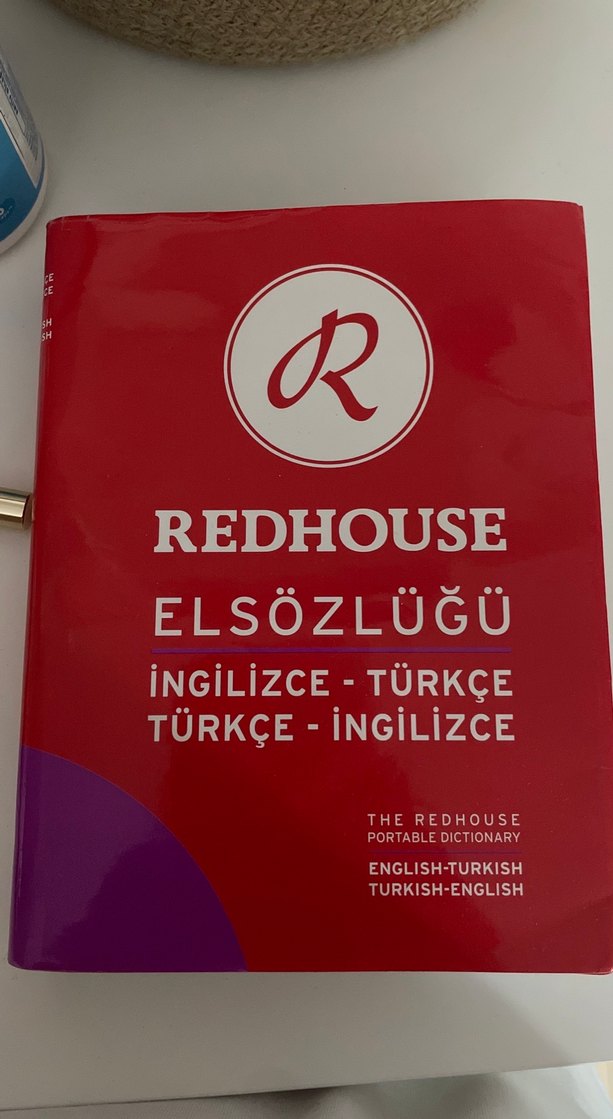 R
REDHOUSE
ELSÖZLÜĞÜ
İNGİLİZCE - TÜRKÇE
TÜRKÇE - İNGİLİZCE
THE REDHOUSE
PORTABLE DICTIONARY
ENGLISH-TURKISH
TURKISH-ENGLISH